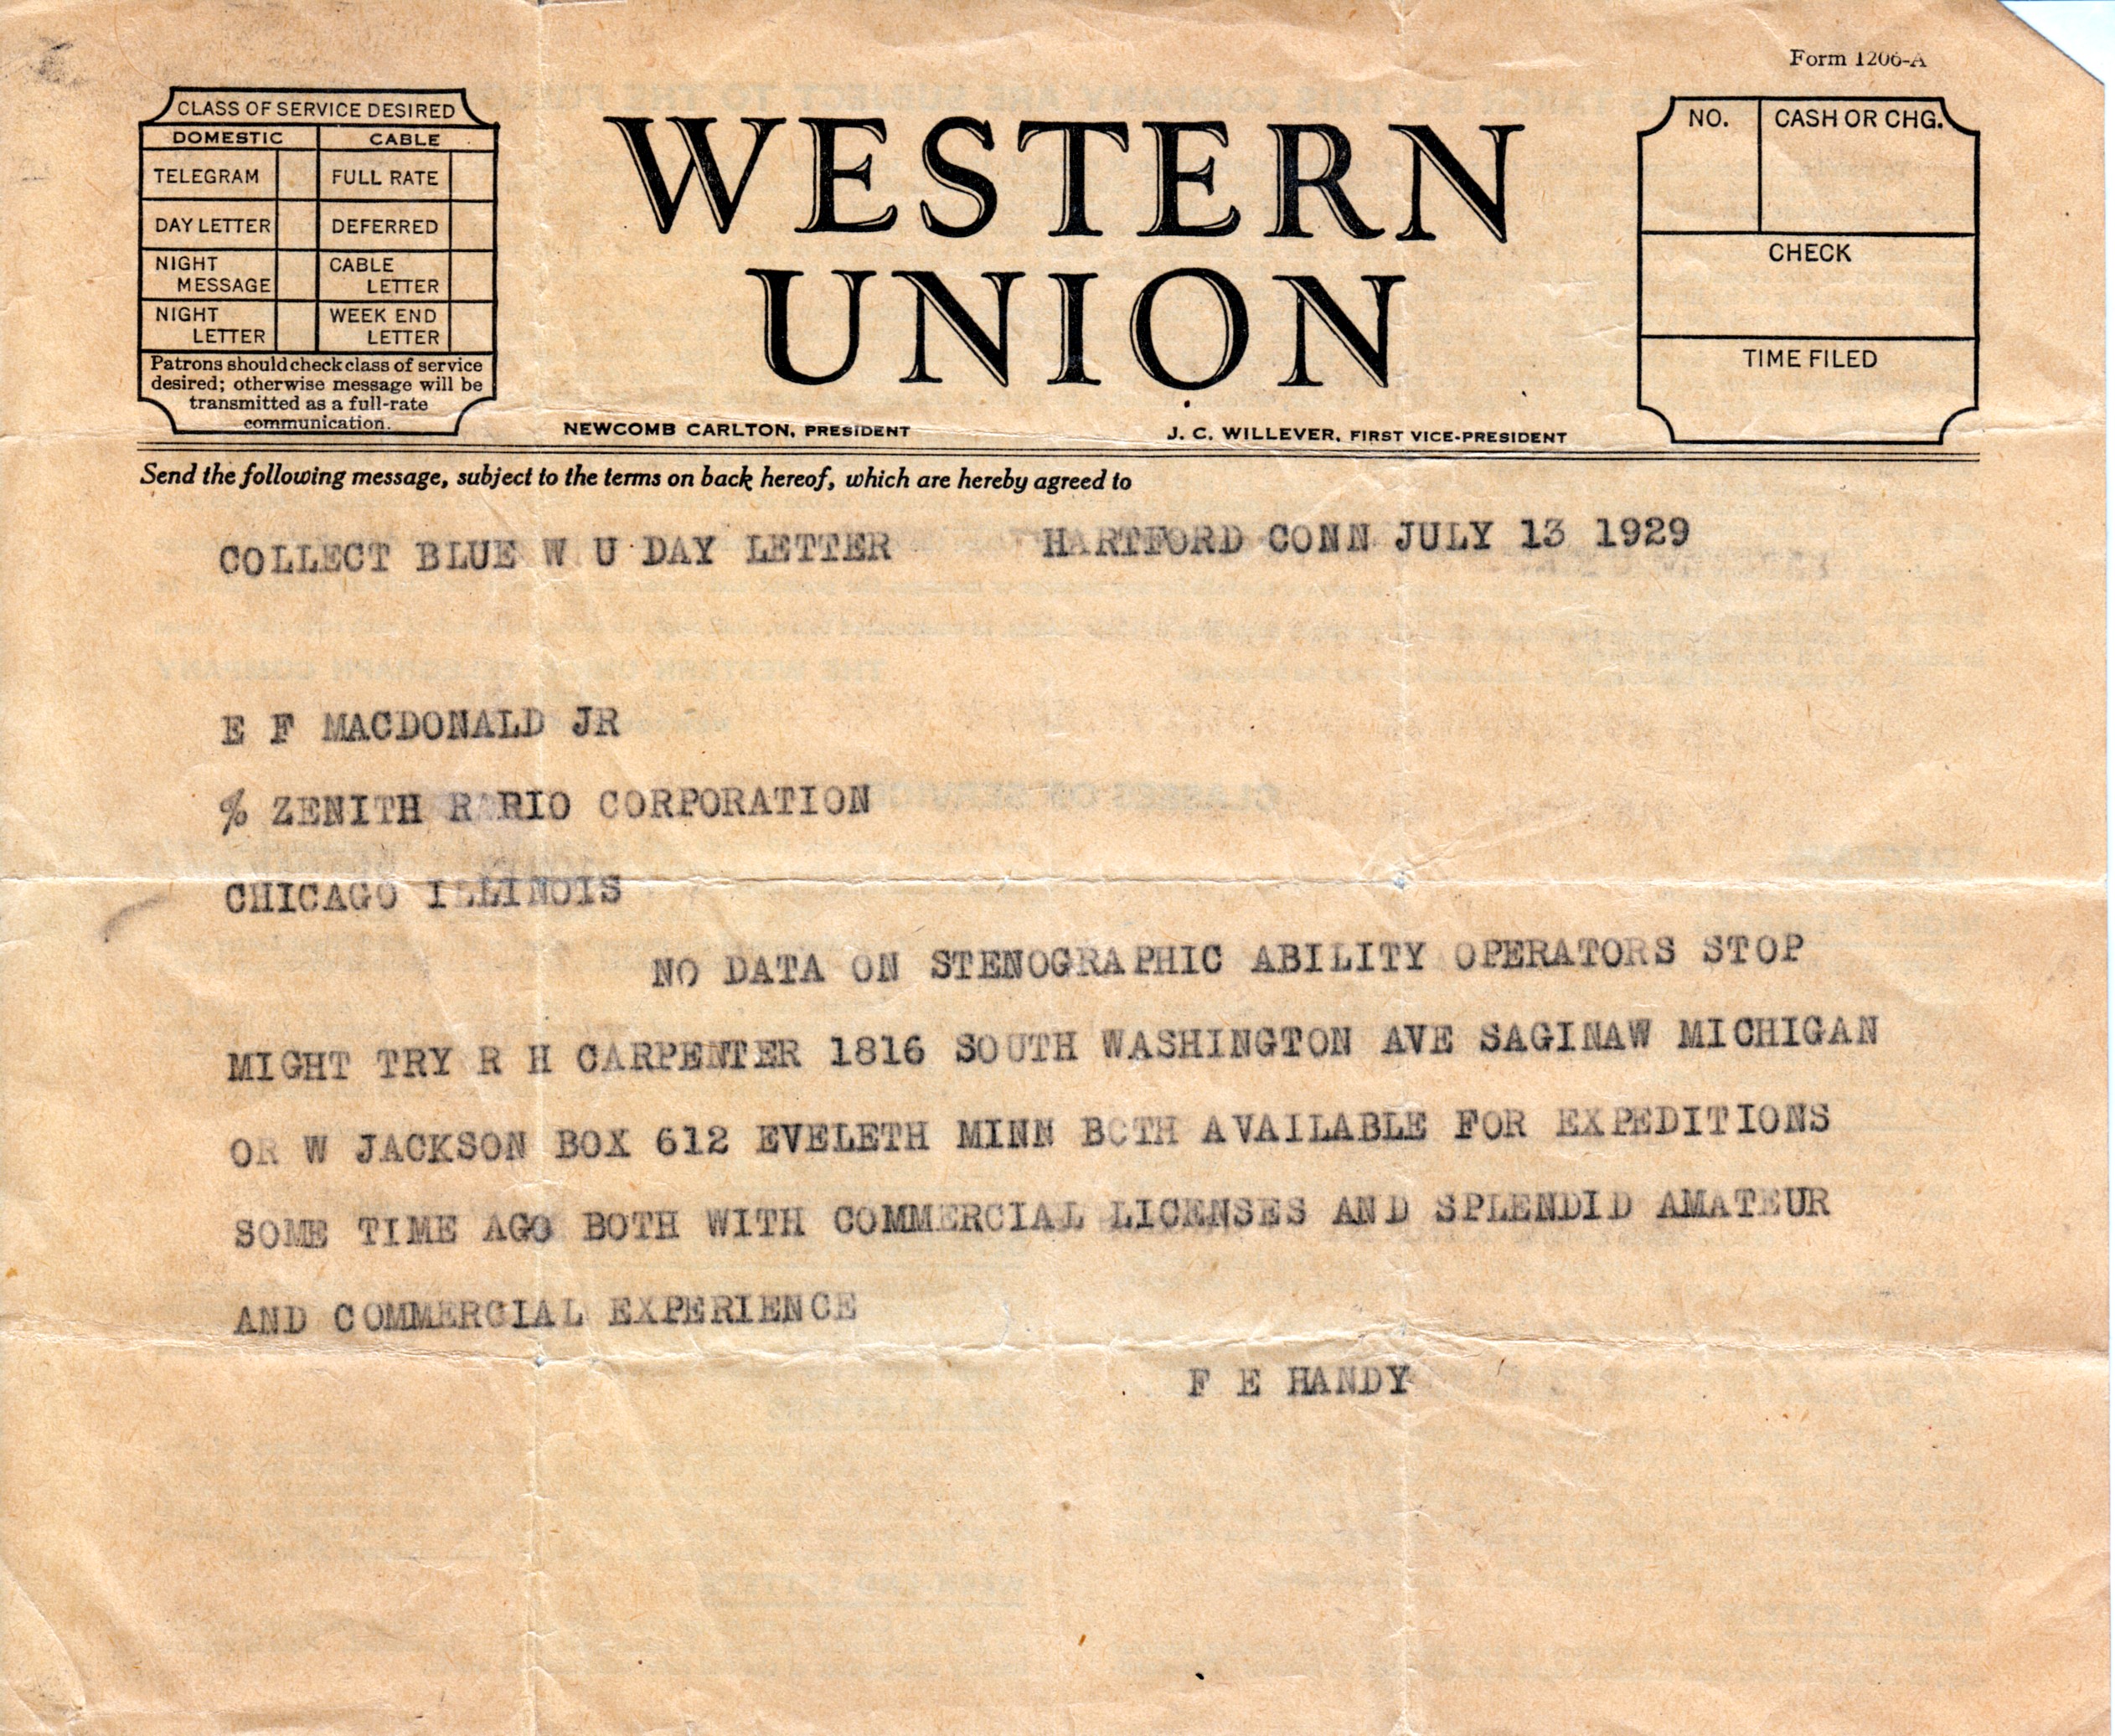 Form 1206-A
CLASS OF SERVICE DESIRED
DOMESTIC CABLE
TELEGRAM FULL RATE
DAY LETTER DEFERRED
NIGHT MESSAGE CABLE LETTER
NIGHT LETTER WEEK END LETTER
Patrons should check class of service
desired; otherwise message will be
transmitted as a full-rate
communication.
WESTERN
UNION
NEWCOMB CARLTON, PRESIDENT J. C. WILLEVER, FIRST VICE-PRESIDENT
NO. CASH OR CHG.
CHECK
TIME FILED
Send the following message, subject to the terms on back hereof, which are hereby agreed to
COLLECT BLUE W U DAY LETTER HARTFORD CONN JULY 13 1929
E F MACDONALD JR
% ZENITH RARIO CORPORATION
CHICAGO ILLINOIS
NO DATA ON STENOGRAPHIC ABILITY OPERATORS STOP
MIGHT TRY R H CARPENTER 1816 SOUTH WASHINGTON AVE SAGINAW MICHIGAN
OR W JACKSON BOX 612 EVELETH MINN BOTH AVAILABLE FOR EXPEDITIONS
SOME TIME AGO BOTH WITH COMMERCIAL LICENSES AND SPLENDID AMATEUR
AND COMMERCIAL EXPERIENCE
F E HANDY